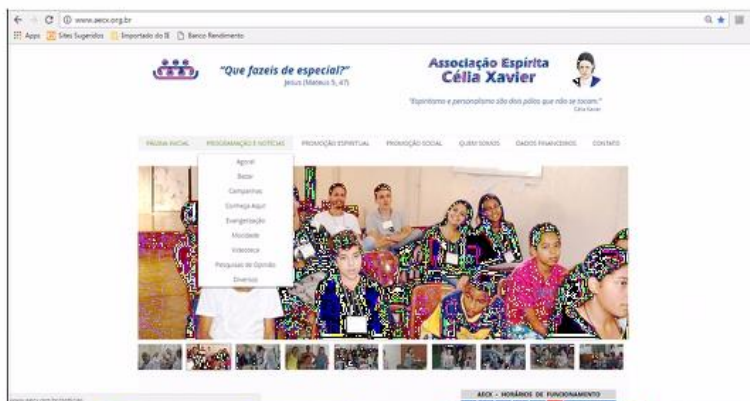 www.aecx.org.br
Apps Sites Sugeridos Importado do IE Banco Rendimento
"Que fazeis de especial?"
Jesus (Mateus 5, 47)
Associação Espírita
Célia Xavier
"Espiritismo e personalismo são dois pólos que não se tocam."
Célia Xavier
PÁGINA INICIAL PROGRAMAÇÃO E NOTÍCIAS PROMOÇÃO ESPIRITUAL PROMOÇÃO SOCIAL QUEM SOMOS DADOS FINANCEIROS CONTATO
Agora!
Bazar
Campanhas
Conheça Aqui!
Evangelização
Mocidade
Videoteca
Pesquisas de Opinião
Diversos
AECX - HORÁRIOS DE FUNCIONAMENTO